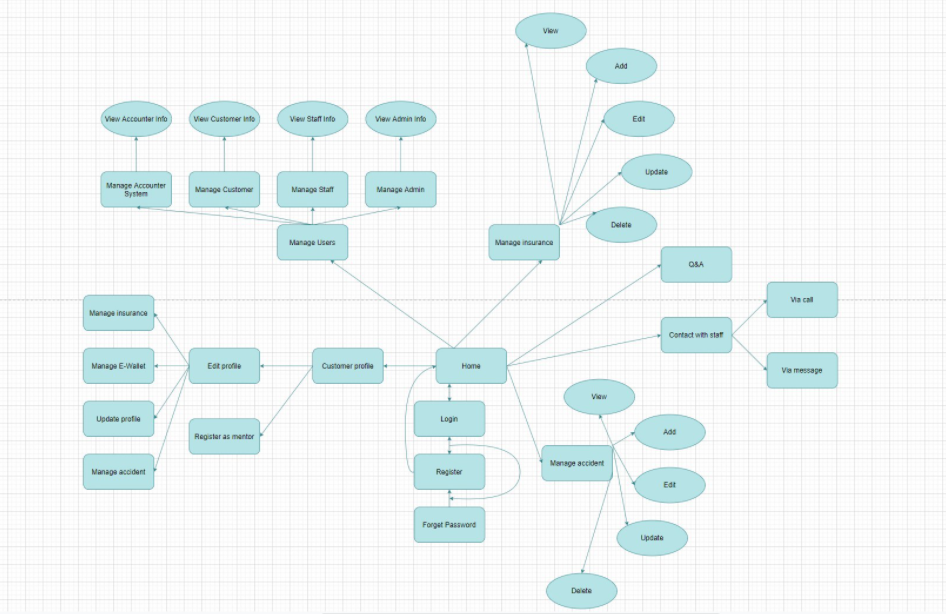 View
Add
View Accounter Info
View Customer Info
View Staff Info
View Admin Info
Edit
Update
Manage Accounter
System
Manage Customer
Manage Staff
Manage Admin
Delete
Manage Users
Manage insurance
Q&A
Via call
Manage insurance
Contact with staff
Manage E-Wallet
Edit profile
Customer profile
Home
Via message
View
Update profile
Login
Register as mentor
Add
Manage accident
Manage accident
Register
Edit
Forget Password
Update
Delete